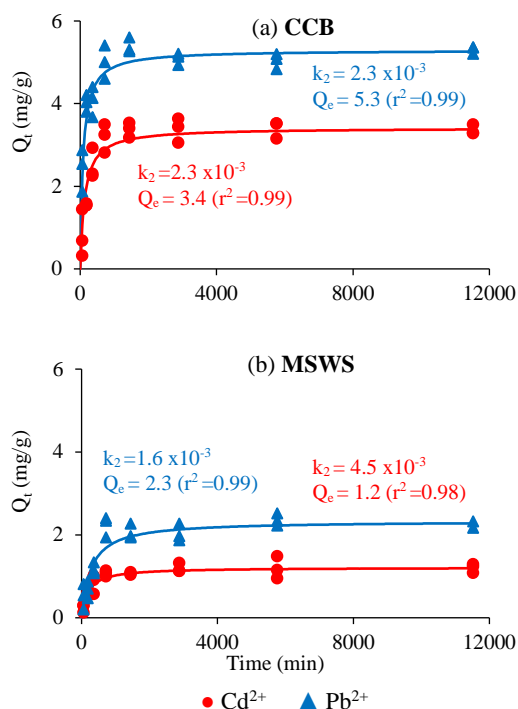 (a) CCB
6
4
2
0
Qt (mg/g)
k2 = 2.3 x10-3
Qe = 5.3 (r2 =0.99)
k2 = 2.3 x10-3
Qe = 3.4 (r2 =0.99)
0 4000 8000 12000
(b) MSWS
6
4
2
0
Qt (mg/g)
k2 =1.6 x10-3
Qe = 2.3 (r2 =0.99)
k2 = 4.5 x10-3
Qe = 1.2 (r2 =0.98)
0 4000 8000 12000
Time (min)
Cd2+ Pb2+